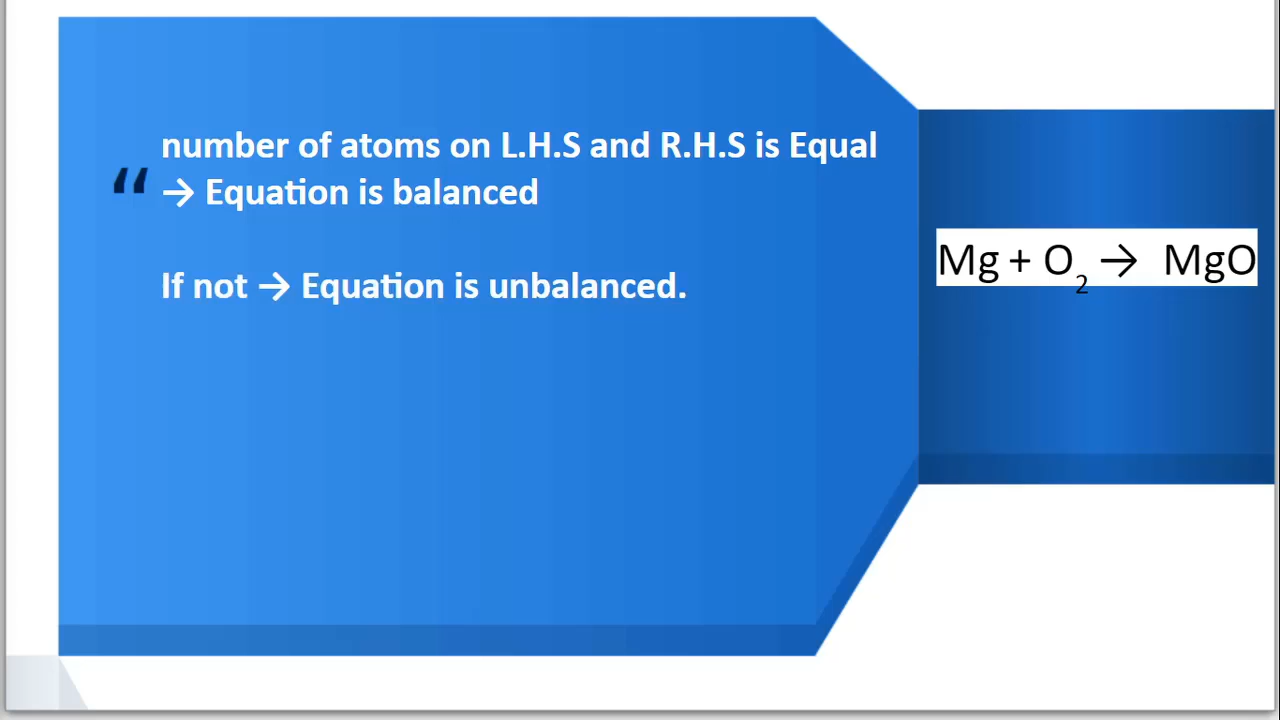 “ number of atoms on L.H.S and R.H.S is Equal
→ Equation is balanced
If not → Equation is unbalanced.
Mg + O₂ → MgO